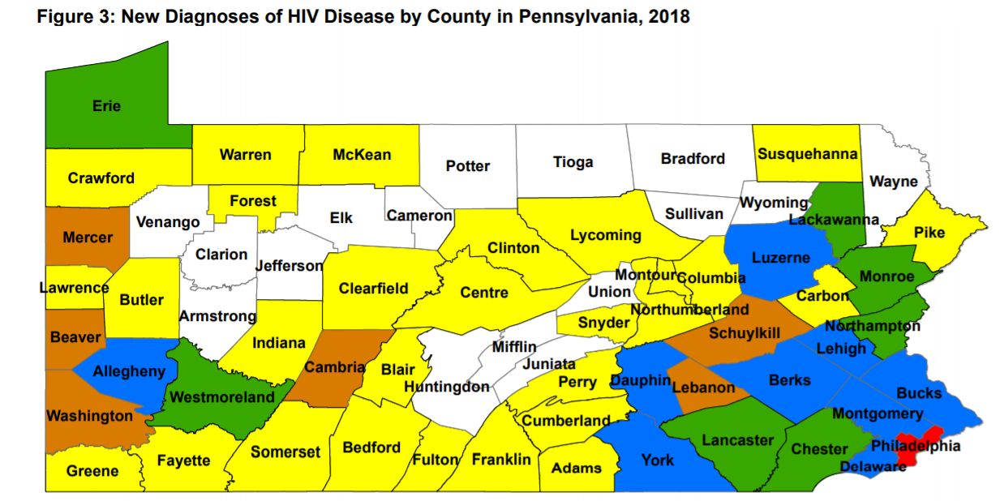 Figure 3: New Diagnoses of HIV Disease by County in Pennsylvania, 2018
Erie
Warren
McKean
Potter
Tioga
Bradford
Susquehanna
Wayne
Crawford
Forest
Elk
Cameron
Sullivan
Wyoming
Lackawanna
Venango
Mercer
Clarion
Jefferson
Clinton
Lycoming
Luzerne
Pike
Lawrence
Butler
Armstrong
Clearfield
Centre
Union
Montour
Columbia
Carbon
Monroe
Beaver
Indiana
Snyder
Northumberland
Schuylkill
Northampton
Lehigh
Allegheny
Cambria
Blair
Huntingdon
Mifflin
Juniata
Perry
Dauphin
Lebanon
Berks
Bucks
Montgomery
Westmoreland
Washington
Cumberland
Lancaster
Chester
Philadelphia
Delaware
Greene
Fayette
Somerset
Bedford
Fulton
Franklin
Adams
York